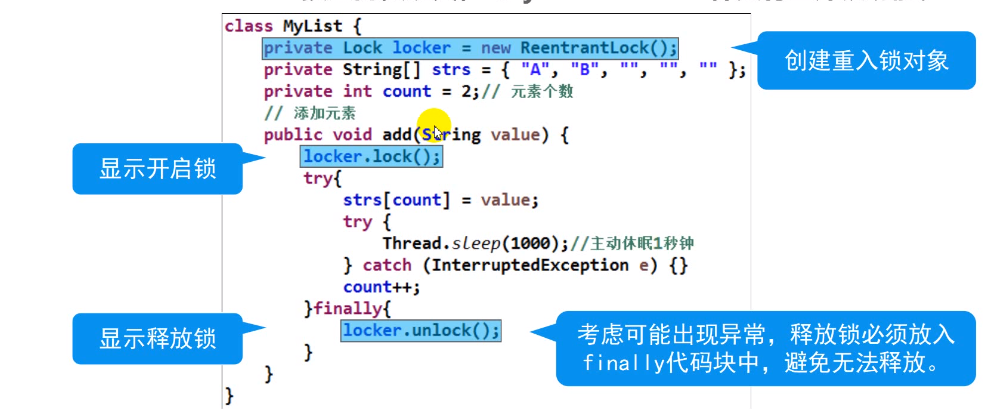 class MyList {
private Lock locker = new ReentrantLock();
创建重入锁对象
private String[] strs = { "A", "B", "", "", "" };
private int count = 2;// 元素个数
// 添加元素
public void add(String value) {
显示开启锁
locker.lock();
try{
strs[count] = value;
try {
Thread.sleep(1000);//主动休眠1秒钟
} catch (InterruptedException e) {}
count++;
}finally{
显示释放锁
locker.unlock();
考虑可能出现异常，释放锁必须放入
finally代码块中，避免无法释放。
}
}
}